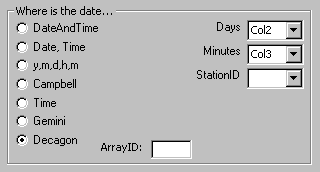 Where is the date...
DateAndTime
Days Col2
Date, Time
Minutes Col3
y,m,d,h,m
StationID
Campbell
Time
Gemini
Decagon
ArrayID: